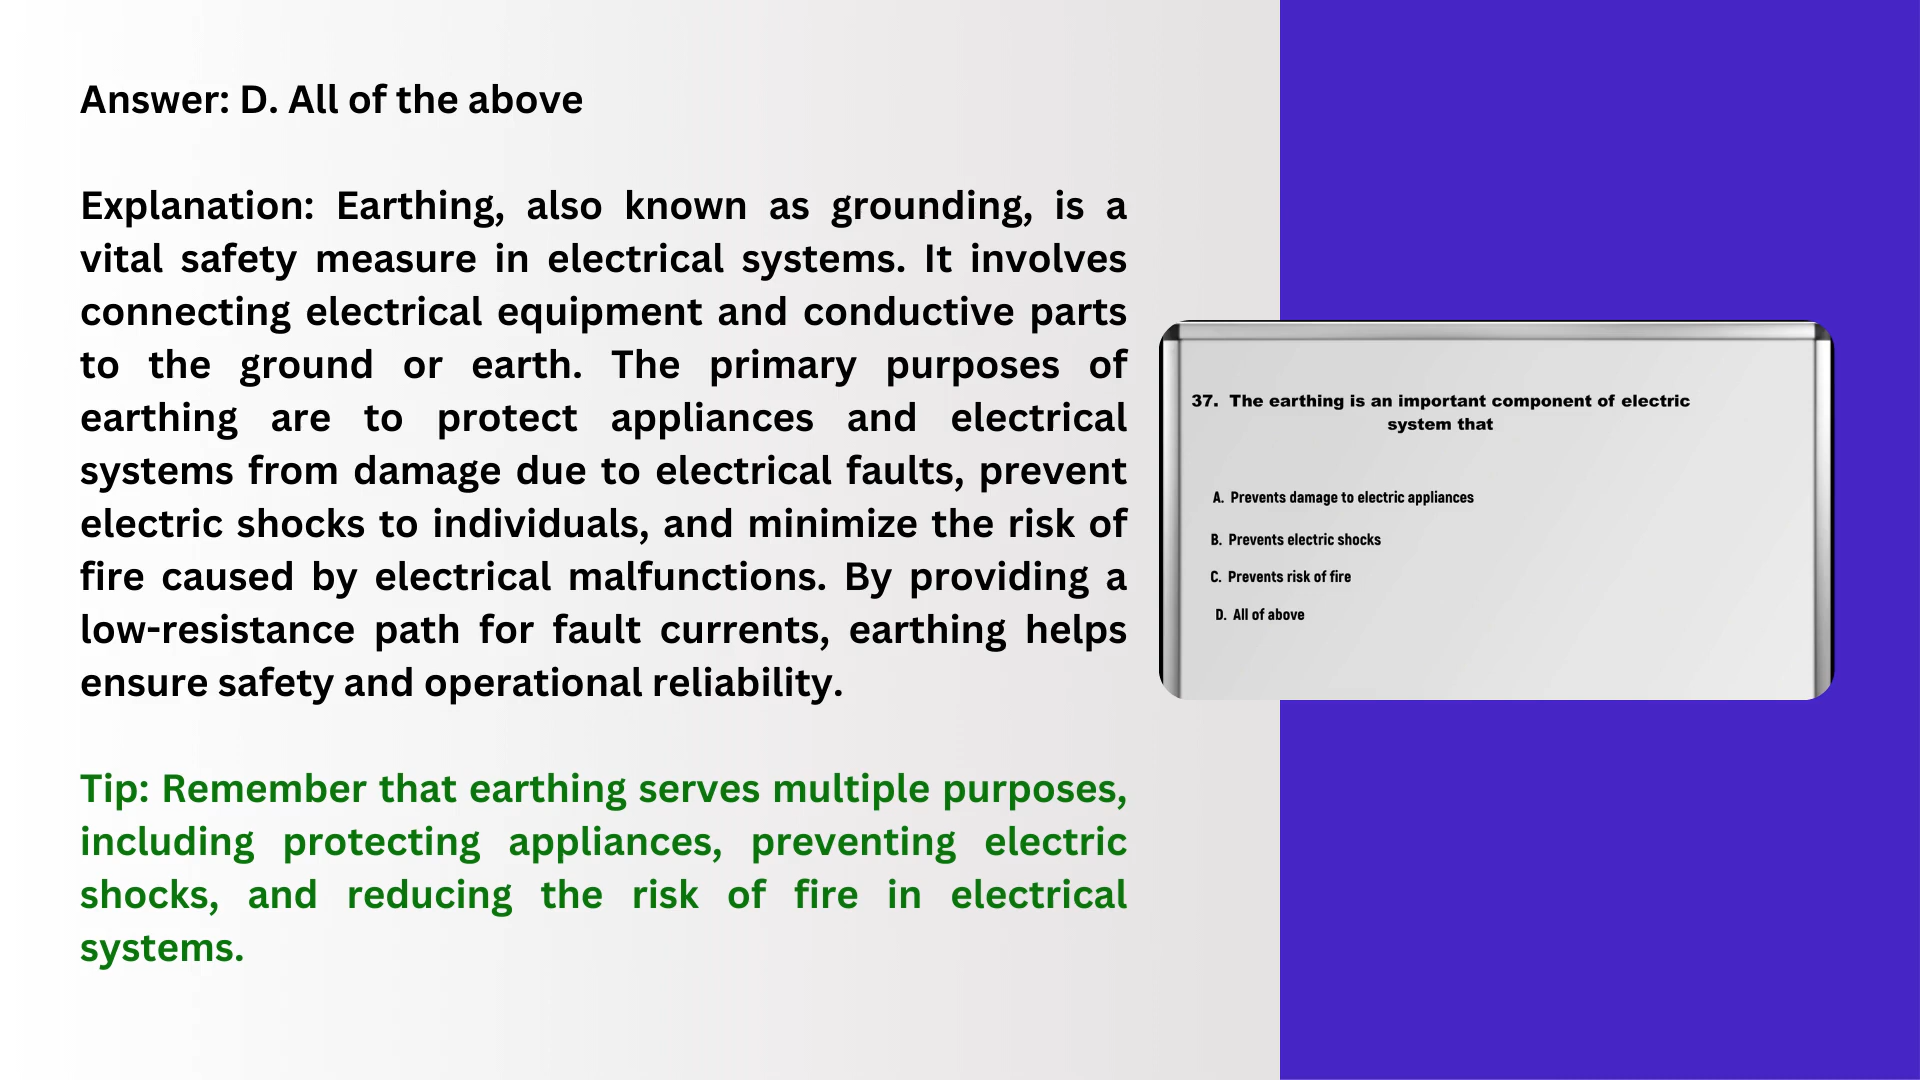 Answer: D. All of the above
Explanation: Earthing, also known as grounding, is a
vital safety measure in electrical systems. It involves
connecting electrical equipment and conductive parts
to the ground or earth. The primary purposes of
earthing are to protect appliances and electrical
systems from damage due to electrical faults, prevent
electric shocks to individuals, and minimize the risk of
fire caused by electrical malfunctions. By providing a
low-resistance path for fault currents, earthing helps
ensure safety and operational reliability.
Tip: Remember that earthing serves multiple purposes,
including protecting appliances, preventing electric
shocks, and reducing the risk of fire in electrical
systems.
37. The earthing is an important component of electric
system that
A. Prevents damage to electric appliances
B. Prevents electric shocks
C. Prevents risk of fire
D. All of above